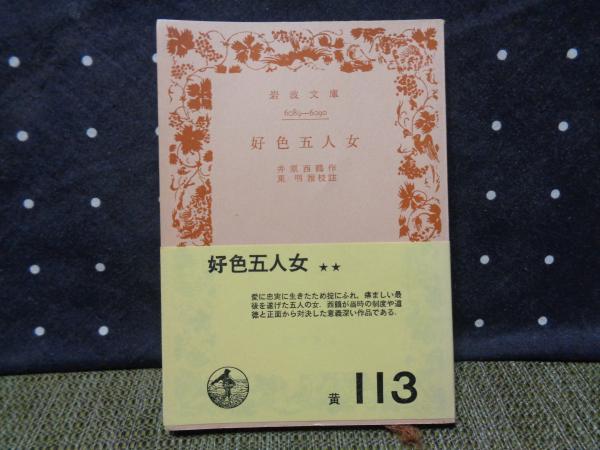 岩波文庫
6089—6090
好色五人女
井原西鶴作
東明雅校註
好色五人女 ★★
愛に忠実に生きたため掟にふれ，痛ましい最
後を遂げた五人の女．西鶴が当時の制度や道
徳と正面から対決した意義深い作品である．
黄 113